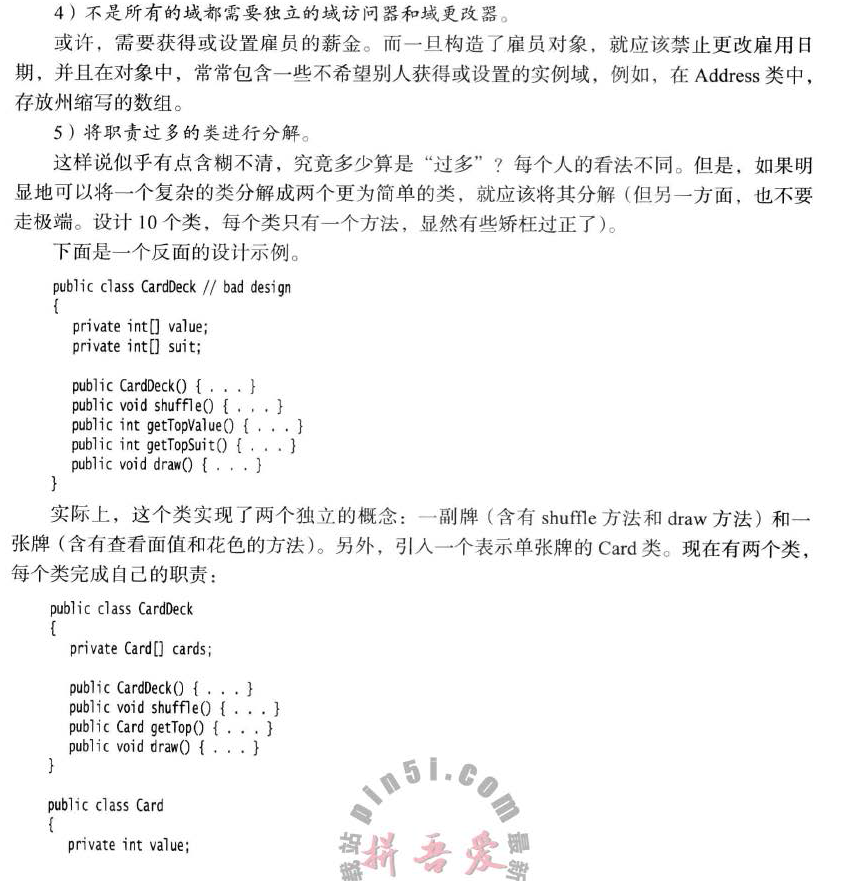 4）不是所有的域都需要独立的域访问器和域更改器。
或许，需要获得或设置雇员的薪金。而一旦构造了雇员对象，就应该禁止更改雇用日
期，并且在对象中，常常包含一些不希望别人获得或设置的实例域，例如，在 Address 类中，
存放州缩写的数组。
5）将职责过多的类进行分解。
这样说似乎有点含糊不清，究竟多少算是“过多”？每个人的看法不同。但是，如果明
显地可以将一个复杂的类分解成两个更为简单的类，就应该将其分解（但另一方面，也不要
走极端。设计 10 个类，每个类只有一个方法，显然有些矫枉过正了）。
下面是一个反面的设计示例。
public class CardDeck // bad design
{
private int[] value;
private int[] suit;
public CardDeck() { . . . }
public void shuffle() { . . . }
public int getTopValue() { . . . }
public int getTopSuit() { . . . }
public void draw() { . . . }
}
实际上，这个类实现了两个独立的概念：一副牌（含有 shuffle 方法和 draw 方法）和一
张牌（含有查看面值和花色的方法）。另外，引入一个表示单张牌的 Card 类。现在有两个类，
每个类完成自己的职责：
public class CardDeck
{
private Card[] cards;
public CardDeck() { . . . }
public void shuffle() { . . . }
public Card getTop() { . . . }
public void draw() { . . . }
}
public class Card
{
private int value;
pin5i.com
拼吾爱
载站
最新